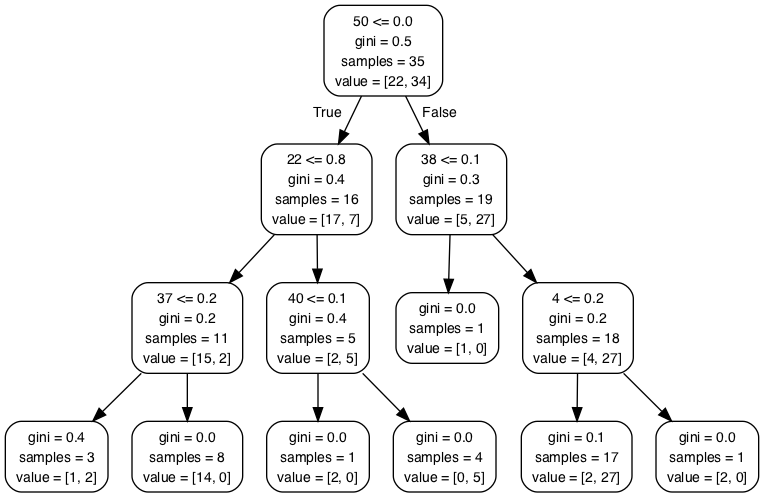 50 <= 0.0
gini = 0.5
samples = 35
value = [22, 34]
True
False
22 <= 0.8
gini = 0.4
samples = 16
value = [17, 7]
38 <= 0.1
gini = 0.3
samples = 19
value = [5, 27]
37 <= 0.2
gini = 0.2
samples = 11
value = [15, 2]
40 <= 0.1
gini = 0.4
samples = 5
value = [2, 5]
gini = 0.0
samples = 1
value = [1, 0]
4 <= 0.2
gini = 0.2
samples = 18
value = [4, 27]
gini = 0.4
samples = 3
value = [1, 2]
gini = 0.0
samples = 8
value = [14, 0]
gini = 0.0
samples = 1
value = [2, 0]
gini = 0.0
samples = 4
value = [0, 5]
gini = 0.1
samples = 17
value = [2, 27]
gini = 0.0
samples = 1
value = [2, 0]